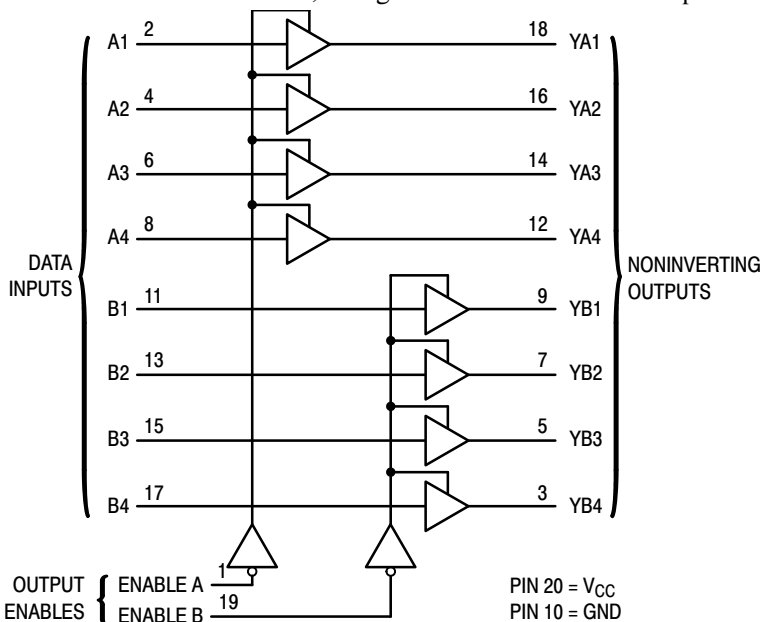 A1 2 18 YA1
A2 4 16 YA2
A3 6 14 YA3
A4 8 12 YA4
DATA
INPUTS
NONINVERTING
OUTPUTS
B1 11 9 YB1
B2 13 7 YB2
B3 15 5 YB3
B4 17 3 YB4
OUTPUT
ENABLES
ENABLE A 1
ENABLE B 19
PIN 20 = VCC
PIN 10 = GND